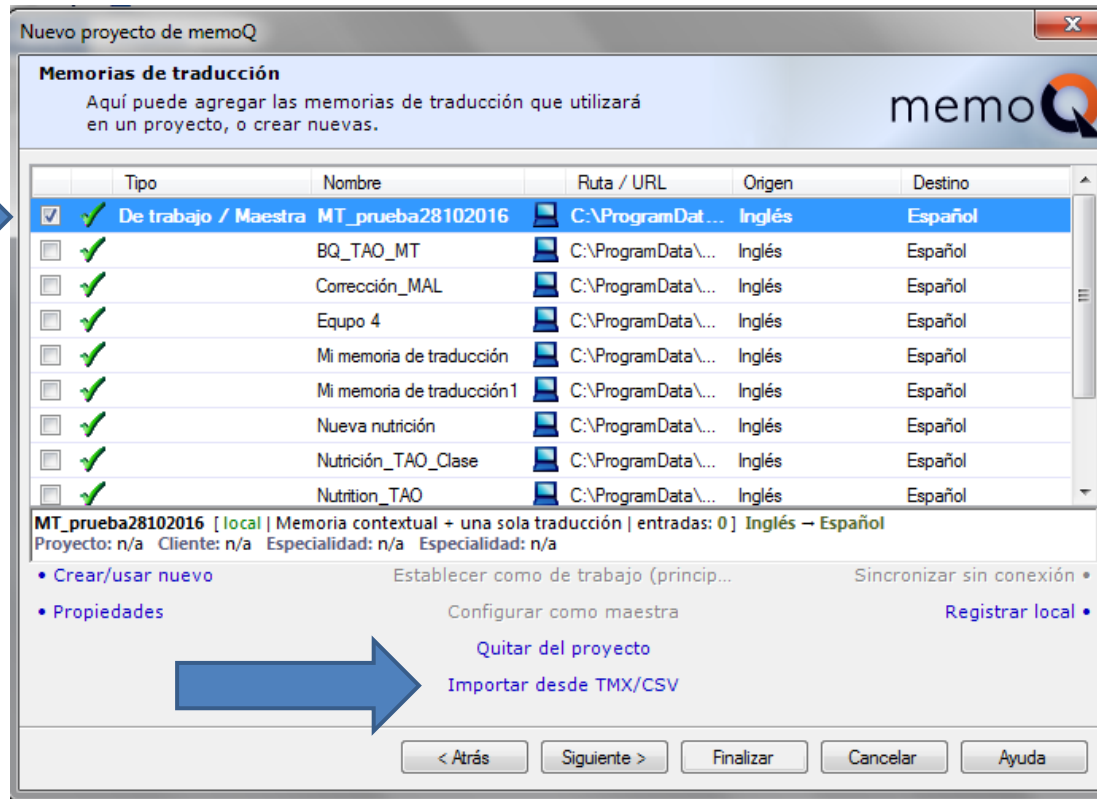 Nuevo proyecto de memoQ
Memorias de traducción
Aquí puede agregar las memorias de traducción que utilizará
en un proyecto, o crear nuevas.
memoQ
Tipo Nombre Ruta / URL Origen Destino
De trabajo / Maestra MT_prueba28102016 C:\ProgramDat... Inglés Español
BQ_TAO_MT C:\ProgramData\... Inglés Español
Corrección_MAL C:\ProgramData\... Inglés Español
Equpo 4 C:\ProgramData\... Inglés Español
Mi memoria de traducción C:\ProgramData\... Inglés Español
Mi memoria de traducción1 C:\ProgramData\... Inglés Español
Nueva nutrición C:\ProgramData\... Inglés Español
Nutrición_TAO_Clase C:\ProgramData\... Inglés Español
Nutrition_TAO C:\ProgramData\... Inglés Español
MT_prueba28102016 [ local | Memoria contextual + una sola traducción | entradas: 0 ] Inglés → Español
Proyecto: n/a Cliente: n/a Especialidad: n/a Especialidad: n/a
• Crear/usar nuevo Establecer como de trabajo (princip... Sincronizar sin conexión •
• Propiedades Configurar como maestra Registrar local •
Quitar del proyecto
Importar desde TMX/CSV
< Atrás Siguiente > Finalizar Cancelar Ayuda